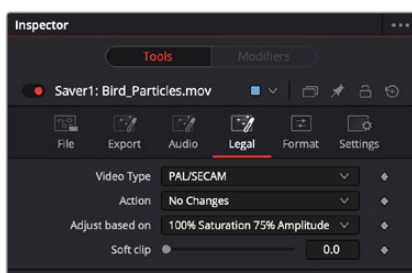 Inspector
Tools Modifiers
Saver1: Bird_Particles.mov
File Export Audio Legal Format Settings
Video Type PAL/SECAM
Action No Changes
Adjust based on 100% Saturation 75% Amplitude
Soft clip 0.0